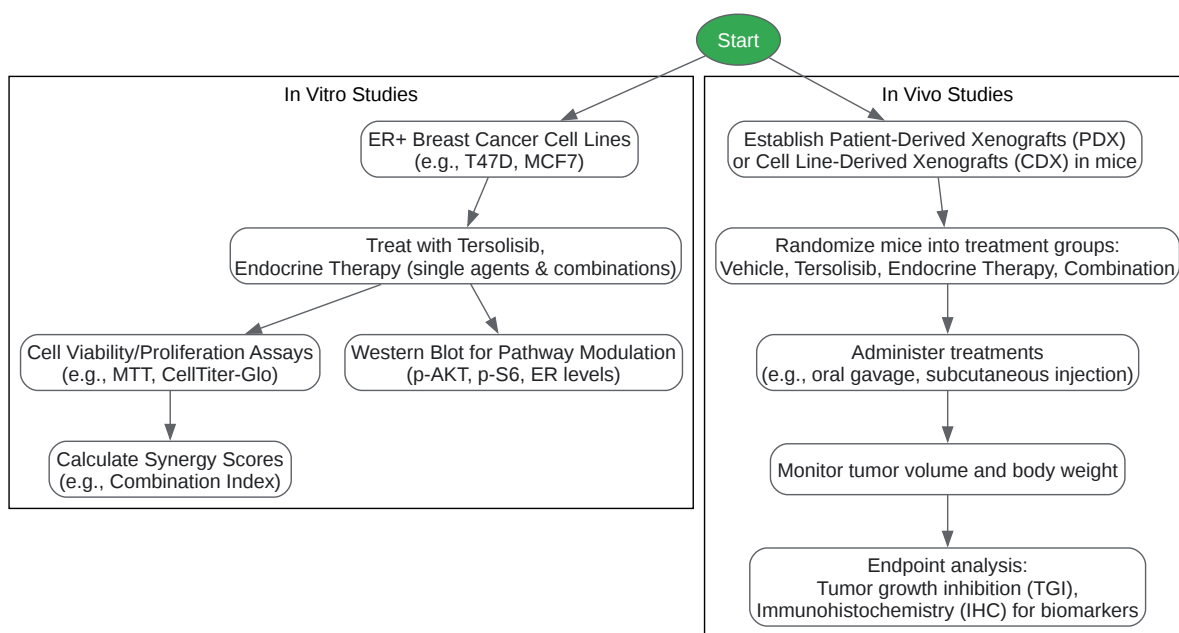 Start
In Vitro Studies
ER+ Breast Cancer Cell Lines
(e.g., T47D, MCF7)
Treat with Tersolisib,
Endocrine Therapy (single agents & combinations)
Cell Viability/Proliferation Assays
(e.g., MTT, CellTiter-Glo)
Western Blot for Pathway Modulation
(p-AKT, p-S6, ER levels)
Calculate Synergy Scores
(e.g., Combination Index)
In Vivo Studies
Establish Patient-Derived Xenografts (PDX)
or Cell Line-Derived Xenografts (CDX) in mice
Randomize mice into treatment groups:
Vehicle, Tersolisib, Endocrine Therapy, Combination
Administer treatments
(e.g., oral gavage, subcutaneous injection)
Monitor tumor volume and body weight
Endpoint analysis:
Tumor growth inhibition (TGI),
Immunohistochemistry (IHC) for biomarkers